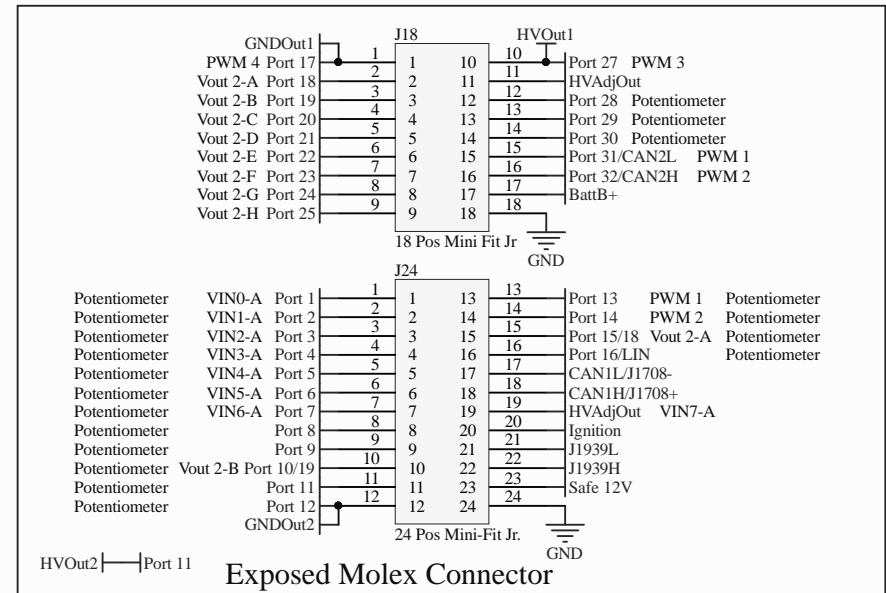 J18
GNDOut1 HVOut1
PWM 4 Port 17 1 1 10 10 Port 27 PWM 3
Vout 2-A Port 18 2 2 11 11 HVAdjOut
Vout 2-B Port 19 3 3 12 12 Port 28 Potentiometer
Vout 2-C Port 20 4 4 13 13 Port 29 Potentiometer
Vout 2-D Port 21 5 5 14 14 Port 30 Potentiometer
Vout 2-E Port 22 6 6 15 15 Port 31/CAN2L PWM 1
Vout 2-F Port 23 7 7 16 16 Port 32/CAN2H PWM 2
Vout 2-G Port 24 8 8 17 17 BattB+
Vout 2-H Port 25 9 9 18 18
18 Pos Mini Fit Jr
GND
J24
Potentiometer VIN0-A Port 1 1 1 13 13 Port 13 PWM 1 Potentiometer
Potentiometer VIN1-A Port 2 2 2 14 14 Port 14 PWM 2 Potentiometer
Potentiometer VIN2-A Port 3 3 3 15 15 Port 15/18 Vout 2-A Potentiometer
Potentiometer VIN3-A Port 4 4 4 16 16 Port 16/LIN Potentiometer
Potentiometer VIN4-A Port 5 5 5 17 17 CAN1L/J1708-
Potentiometer VIN5-A Port 6 6 6 18 18 CAN1H/J1708+
Potentiometer VIN6-A Port 7 7 7 19 19 HVAdjOut VIN7-A
Potentiometer Port 8 8 8 20 20 Ignition
Potentiometer Port 9 9 9 21 21 J1939L
Potentiometer Vout 2-B Port 10/19 10 10 22 22 J1939H
Potentiometer Port 11 11 11 23 23 Safe 12V
Potentiometer Port 12 12 12 24 24
GNDOut2
24 Pos Mini-Fit Jr.
GND
HVOut2 Port 11
Exposed Molex Connector